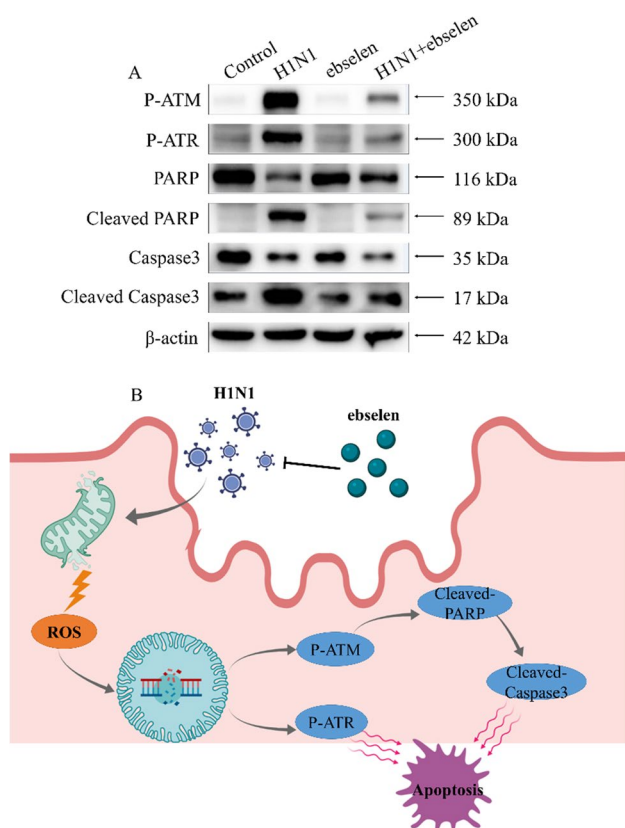 A
Control
H1N1
ebselen
H1N1+ebselen
P-ATM
350 kDa
P-ATR
300 kDa
PARP
116 kDa
Cleaved PARP
89 kDa
Caspase3
35 kDa
Cleaved Caspase3
17 kDa
β-actin
42 kDa
B
H1N1
ebselen
ROS
P-ATM
Cleaved-
PARP
Cleaved-
Caspase3
P-ATR
Apoptosis